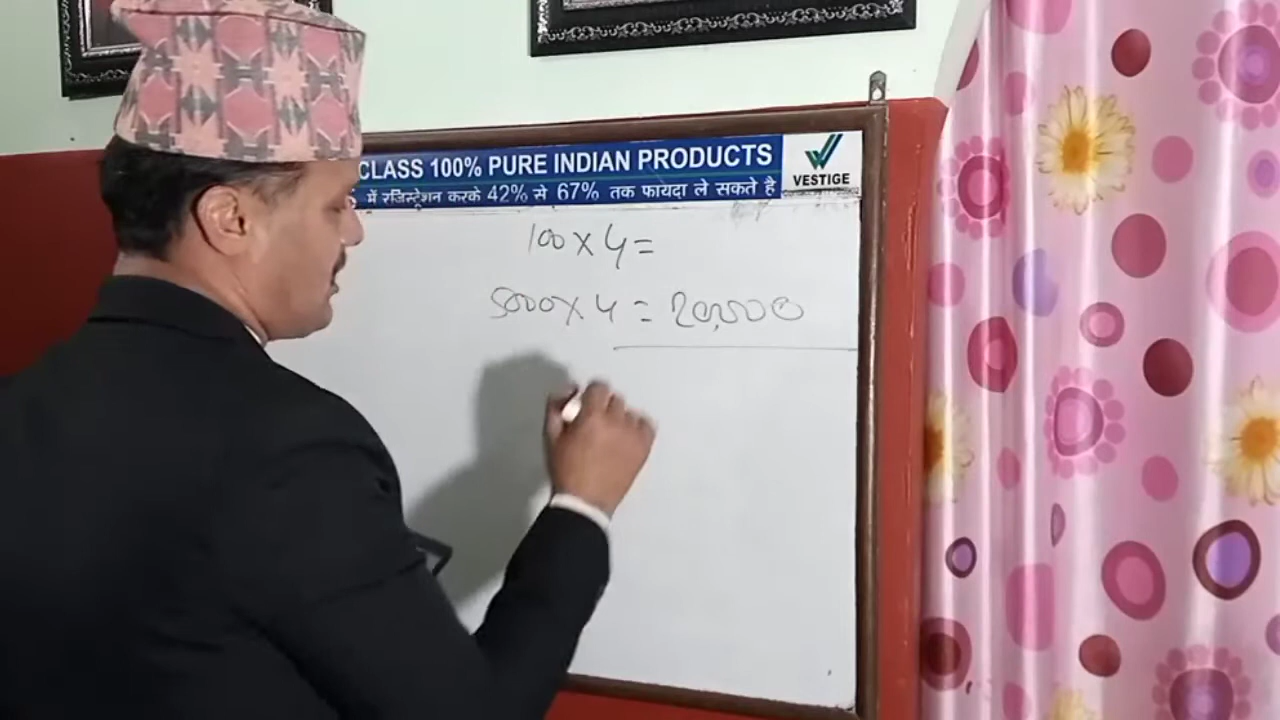 CLASS 100% PURE INDIAN PRODUCTS
में रजिस्ट्रेशन करके 42% से 67% तक फायदा ले सकते है
VESTIGE
100 x 4 =
5000 x 4 = 20,000